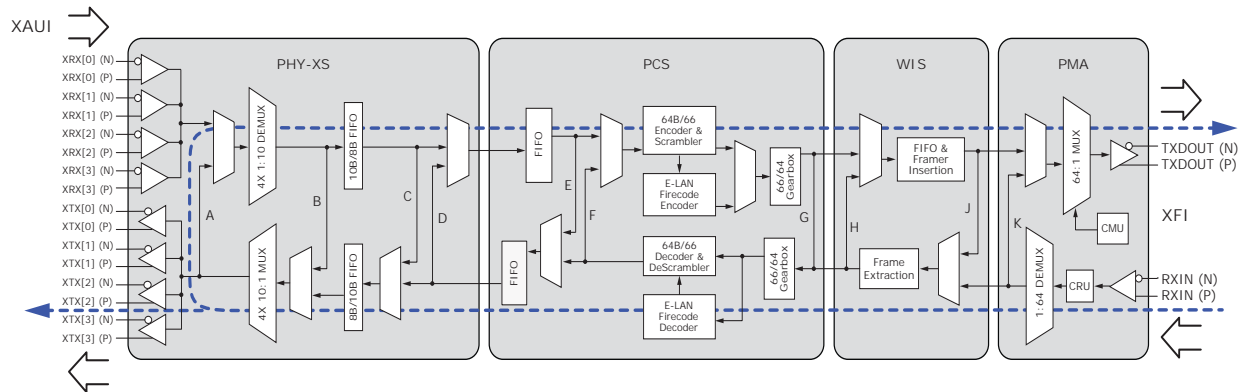 XAUI
PHY-XS
PCS
WIS
PMA
XRX[0] (N)
XRX[0] (P)
XRX[1] (N)
XRX[1] (P)
XRX[2] (N)
XRX[2] (P)
XRX[3] (N)
XRX[3] (P)
XTX[0] (N)
XTX[0] (P)
XTX[1] (N)
XTX[1] (P)
XTX[2] (N)
XTX[2] (P)
XTX[3] (N)
XTX[3] (P)
A
4X 1:10 DEMUX
4X 10:1 MUX
B
10B/8B FIFO
8B/10B FIFO
C
D
FIFO
FIFO
E
F
64B/66
Encoder &
Scrambler
E-LAN
Firecode
Encoder
66/64
Gearbox
64B/66
Decoder &
DeScrambler
E-LAN
Firecode
Decoder
66/64
Gearbox
G
H
FIFO &
Framer
Insertion
Frame
Extraction
J
K
64:1 MUX
CMU
1:64 DEMUX
CRU
TXDOUT (N)
TXDOUT (P)
XFI
RXIN (N)
RXIN (P)